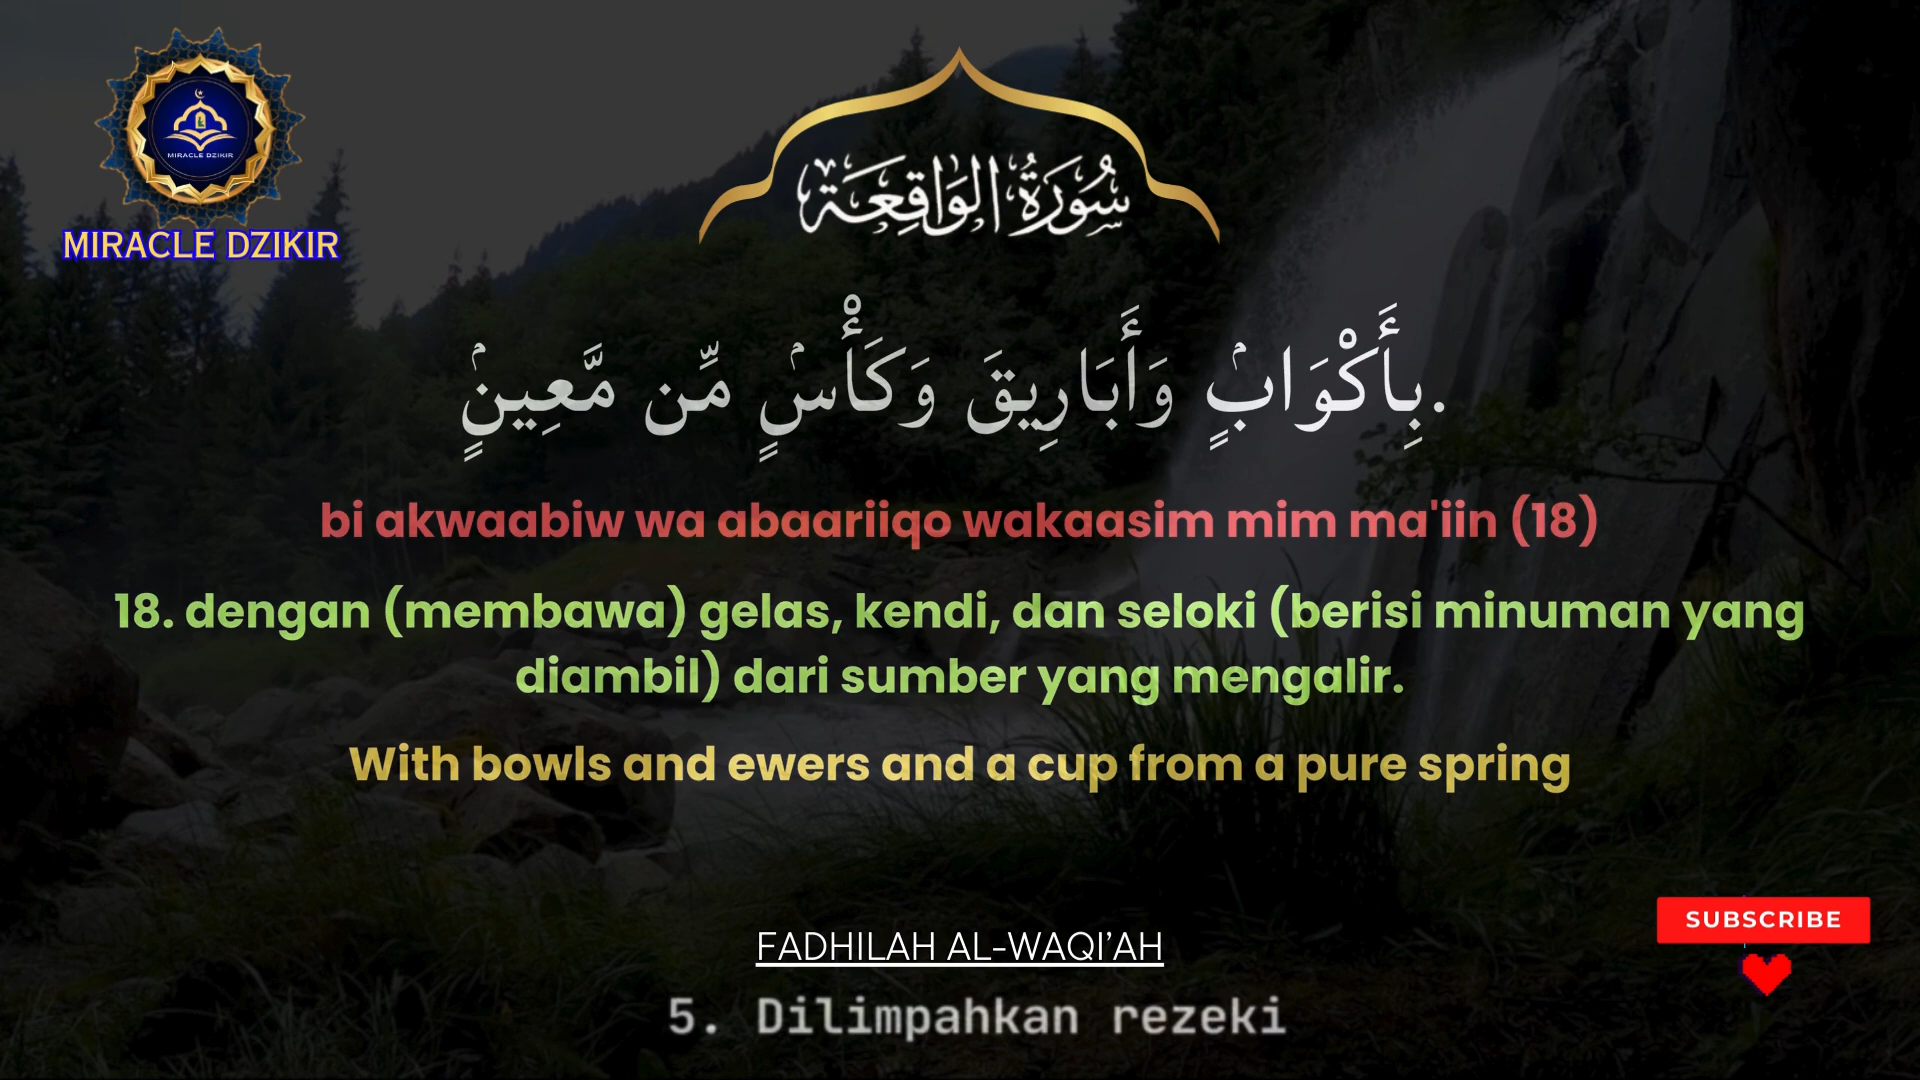 MIRACLE DZIKIR
MIRACLE DZIKIR
سُورَةُ الوَاقِعَة
بِأَكْوَابٍۢ وَأَبَارِيقَ وَكَأْسٍۢ مِّن مَّعِينٍۢ.
bi akwaabiw wa abaariiqo wakaasim mim ma'iin (18)
18. dengan (membawa) gelas, kendi, dan seloki (berisi minuman yang
diambil) dari sumber yang mengalir.
With bowls and ewers and a cup from a pure spring
SUBSCRIBE
FADHILAH AL-WAQI’AH
5. Dilimpahkan rezeki